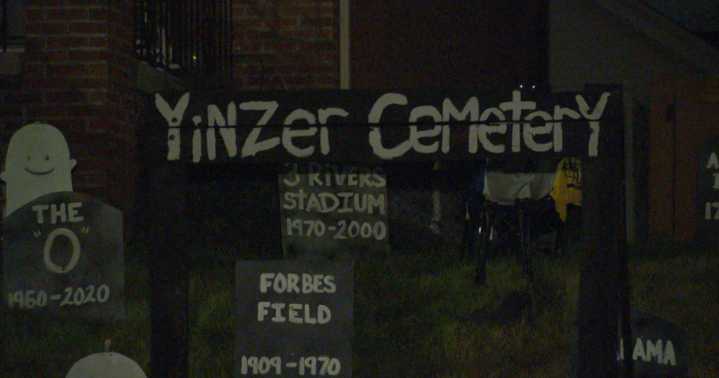 YiNZer CeMeTerY
3 RIVERS
STADIUM
1970-2000
THE
"O"
1960-2020
FORBES
FIELD
1909-1970
AMA